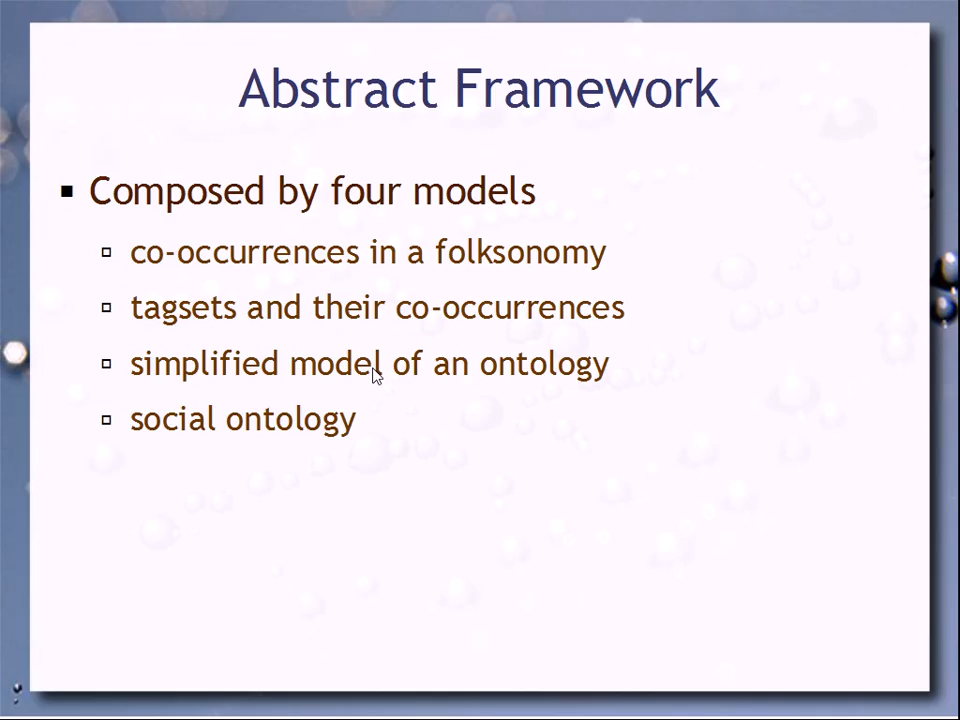 Abstract Framework
Composed by four models
co-occurrences in a folksonomy
tagsets and their co-occurrences
simplified model of an ontology
social ontology